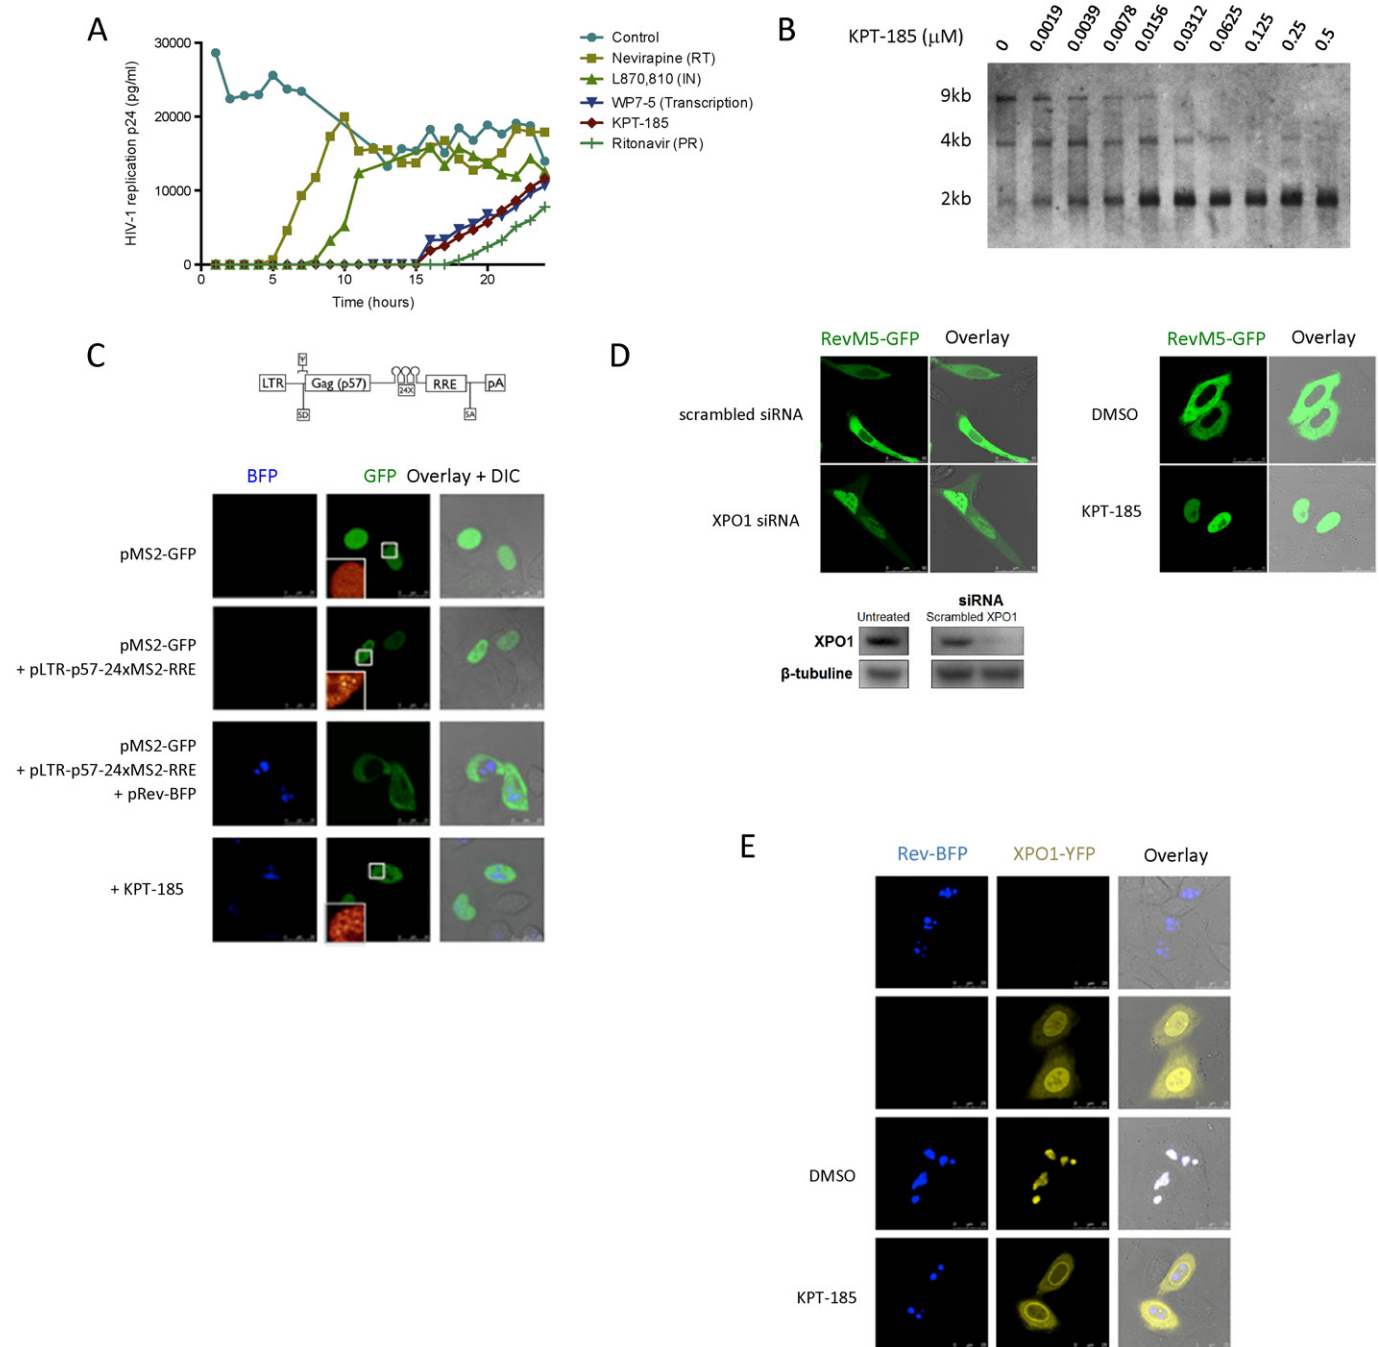 A
HIV-1 replication p24 (pg/ml)
30000
20000
10000
0
0 5 10 15 20
Time (hours)
Control
Nevirapine (RT)
L870,810 (IN)
WP7-5 (Transcription)
KPT-185
Ritonavir (PR)
B
KPT-185 (μM)
0 0.0019 0.0039 0.0078 0.0156 0.0312 0.0625 0.125 0.25 0.5
9kb
4kb
2kb
C
Ψ
LTR Gag (p57) 24X RRE pA
SD SA
BFP GFP Overlay + DIC
pMS2-GFP
pMS2-GFP
+ pLTR-p57-24xMS2-RRE
pMS2-GFP
+ pLTR-p57-24xMS2-RRE
+ pRev-BFP
+ KPT-185
D
RevM5-GFP Overlay
scrambled siRNA
XPO1 siRNA
RevM5-GFP Overlay
DMSO
KPT-185
siRNA
Untreated Scrambled XPO1
XPO1
β-tubuline
E
Rev-BFP XPO1-YFP Overlay
DMSO
KPT-185